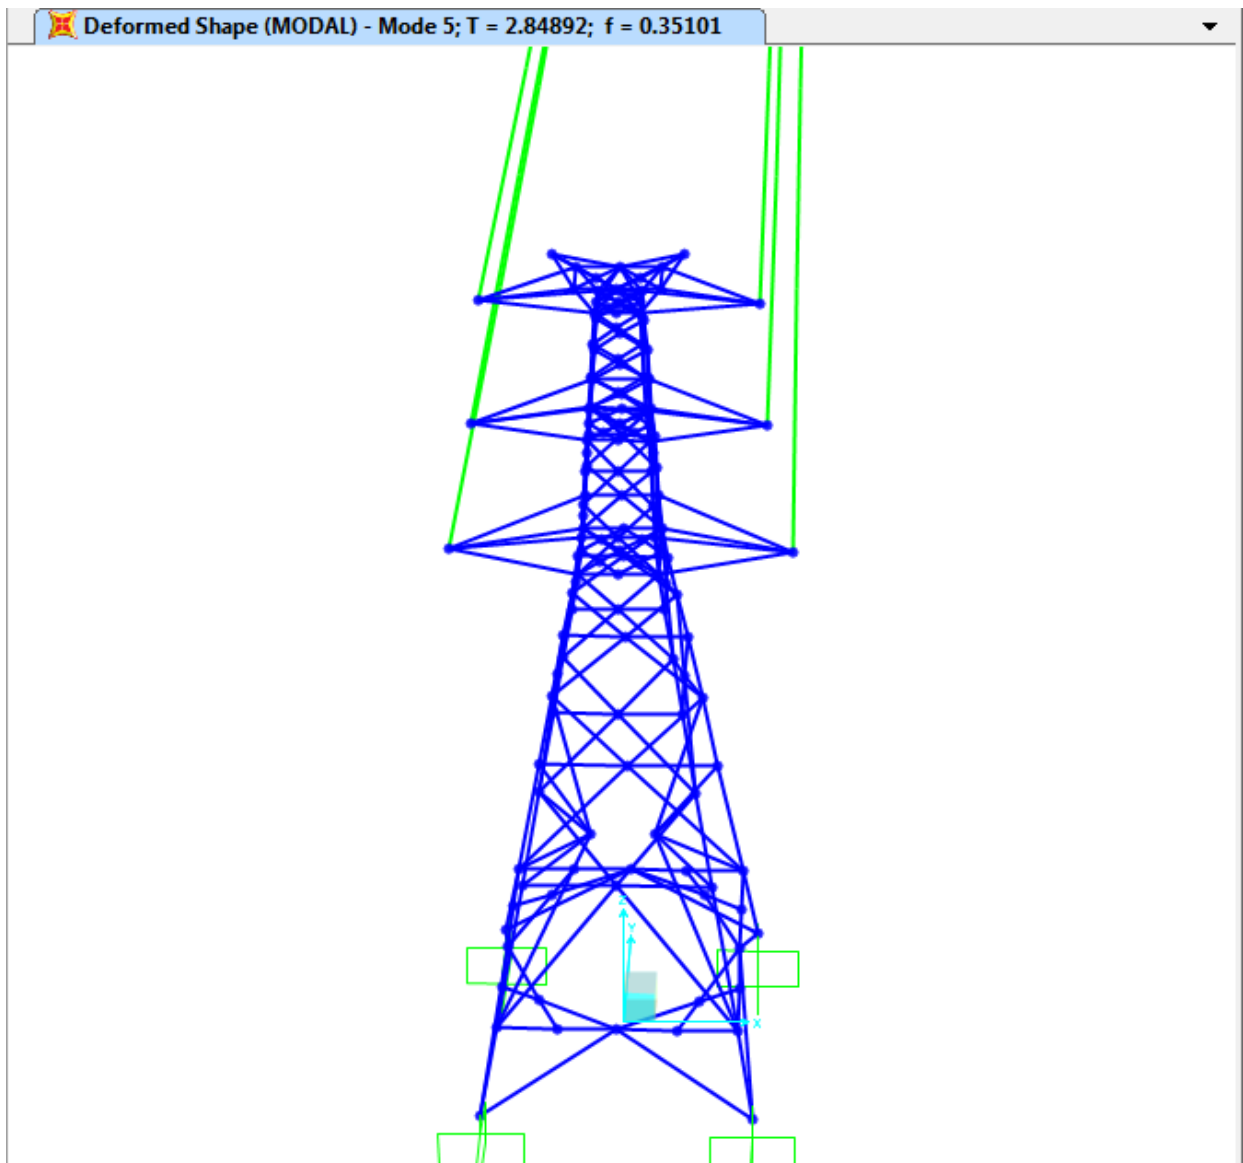 Deformed Shape (MODAL) - Mode 5; T = 2.84892;  f = 0.35101
Z
Y
X